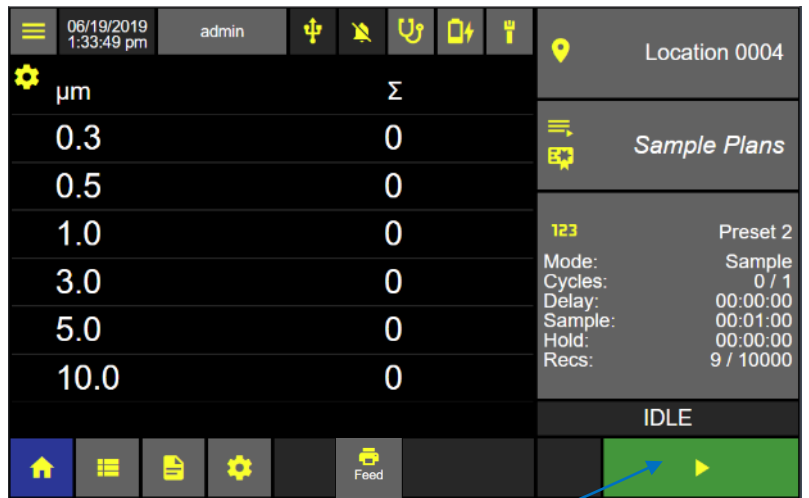 06/19/2019
1:33:49 pm
admin
Location 0004
µm Σ
0.3 0
0.5 0
1.0 0
3.0 0
5.0 0
10.0 0
Sample Plans
123 Preset 2
Mode: Sample
Cycles: 0 / 1
Delay: 00:00:00
Sample: 00:01:00
Hold: 00:00:00
Recs: 9 / 10000
IDLE
Feed